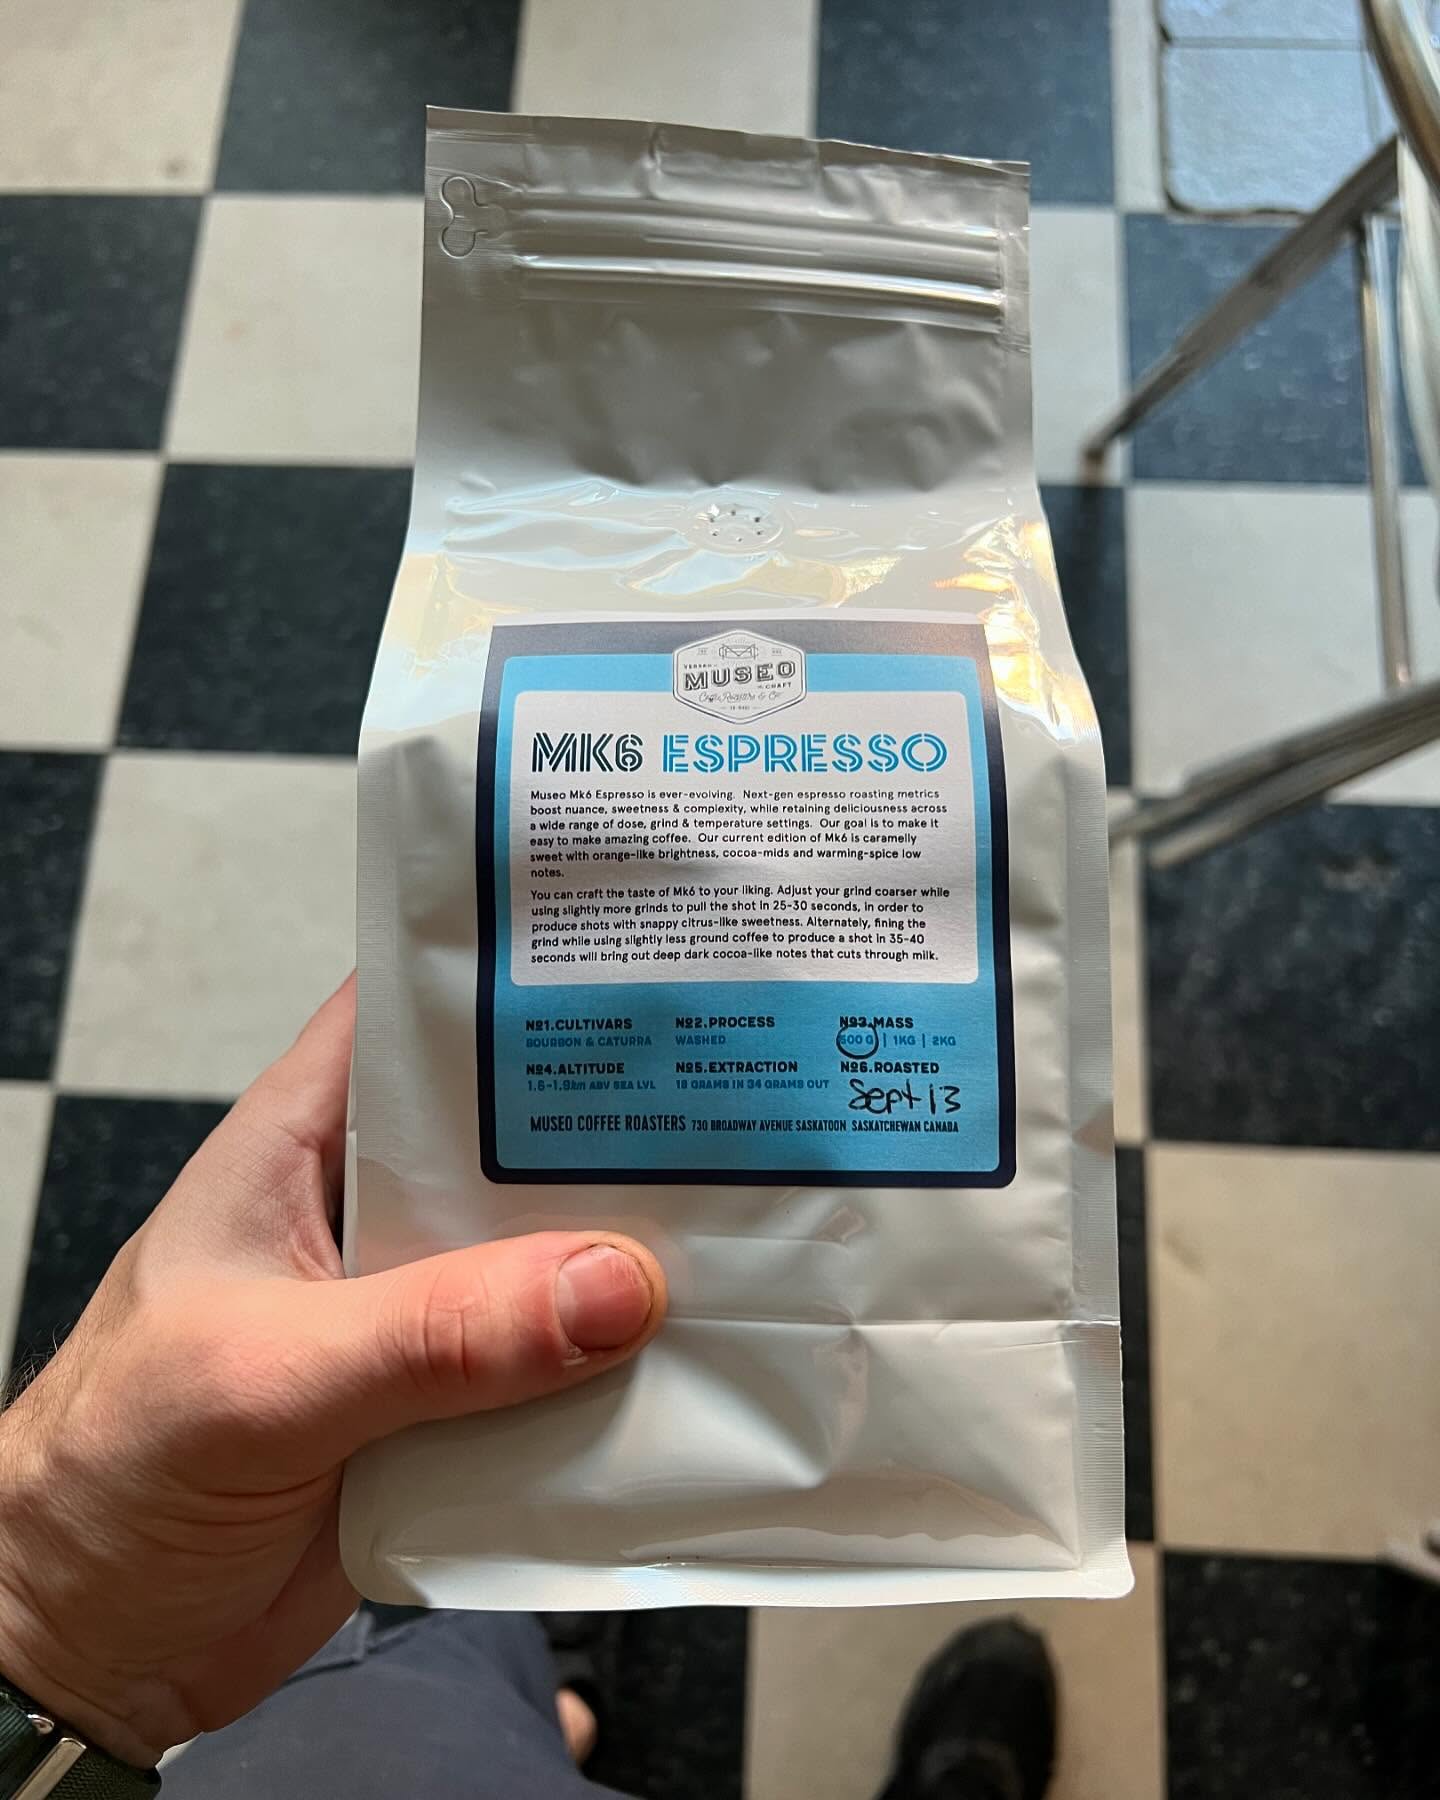 MUSEO
CRAFT
Coffee Roasters & Co
MK6 ESPRESSO
Museo Mk6 Espresso is ever-evolving. Next-gen espresso roasting metrics
boost nuance, sweetness & complexity, while retaining deliciousness across
a wide range of dose, grind & temperature settings. Our goal is to make it
easy to make amazing coffee. Our current edition of Mk6 is caramelly
sweet with orange-like brightness, cocoa-mids and warming-spice low
notes.
You can craft the taste of Mk6 to your liking. Adjust your grind coarser while
using slightly more grinds to pull the shot in 25-30 seconds, in order to
produce shots with snappy citrus-like sweetness. Alternately, fining the
grind while using slightly less ground coffee to produce a shot in 35-40
seconds will bring out deep dark cocoa-like notes that cuts through milk.
Nº1.CULTIVARS Nº2.PROCESS Nº3.MASS
BOURBON & CATURRA WASHED 500 G | 1KG | 2KG
Nº4.ALTITUDE Nº5.EXTRACTION Nº6.ROASTED
1.6-1.9km ABV SEA LVL 18 GRAMS IN 34 GRAMS OUT
Sept 13
MUSEO COFFEE ROASTERS 730 BROADWAY AVENUE SASKATOON SASKATCHEWAN CANADA